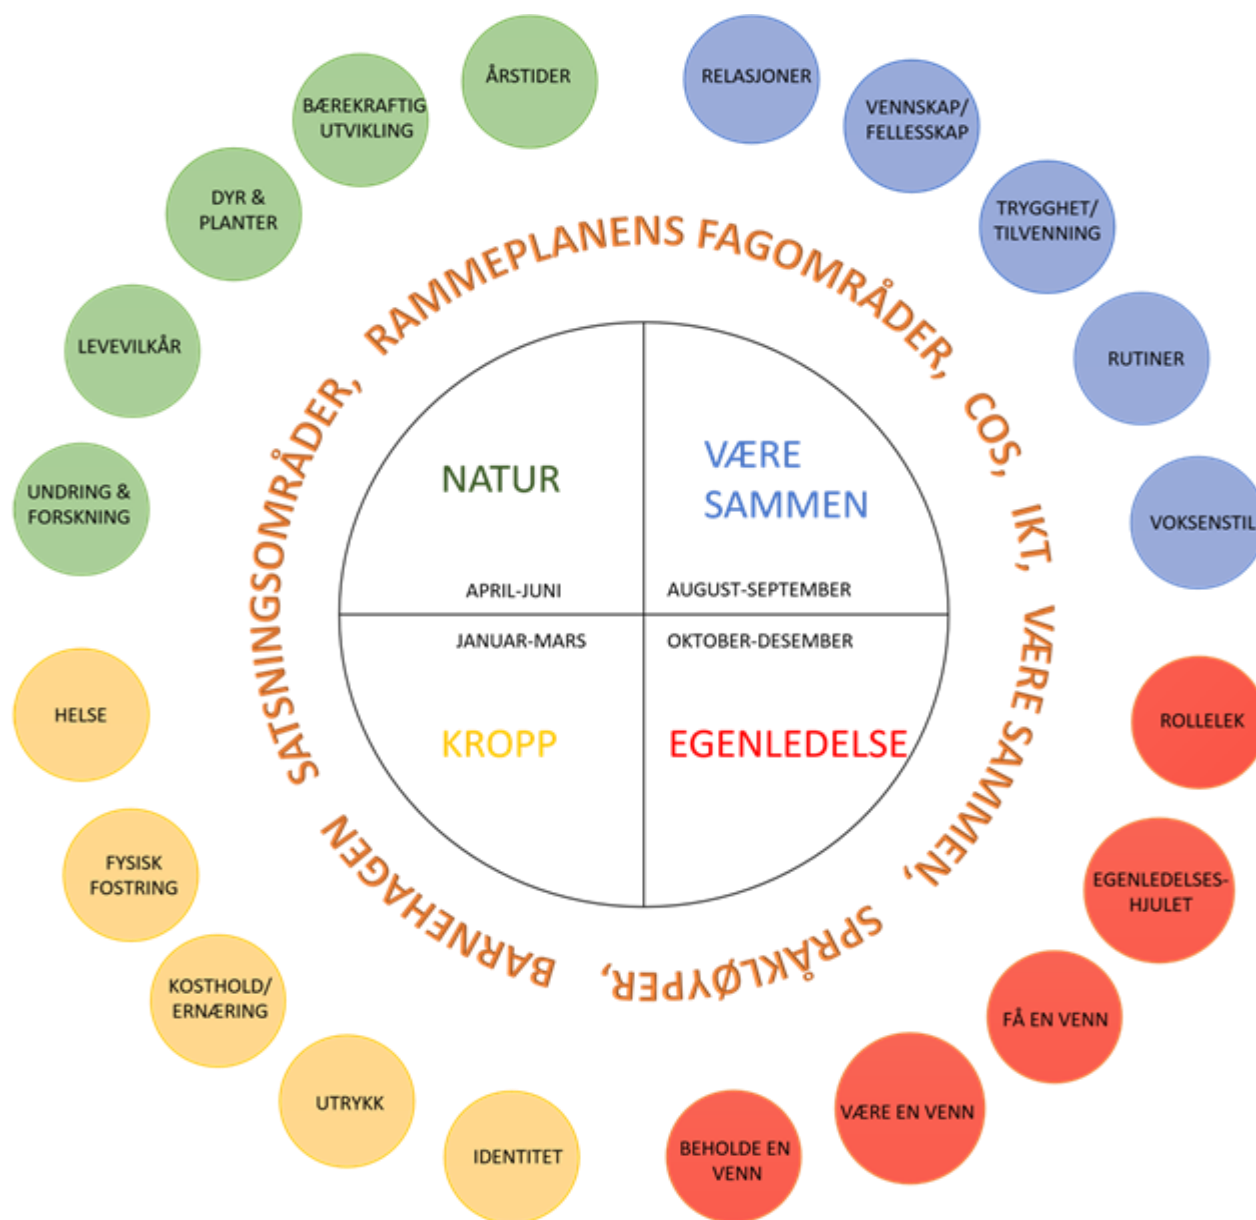 ÅRSTIDER
BÆREKRAFTIG
UTVIKLING
DYR &
PLANTER
LEVEVILKÅR
UNDRING &
FORSKNING
RELASJONER
VENNSKAP/
FELLESSKAP
TRYGGHET/
TILVENNING
RUTINER
VOKSENSTIL
RAMMEPLANENS FAGOMRÅDER, COS, IKT, VÆRE SAMMEN, SPRÅKLØYPER, BARNEHAGEN SATSNINGSOMRÅDER,
NATUR
APRIL-JUNI
VÆRE
SAMMEN
AUGUST-SEPTEMBER
JANUAR-MARS
KROPP
OKTOBER-DESEMBER
EGENLEDELSE
HELSE
FYSISK
FOSTRING
KOSTHOLD/
ERNÆRING
UTRYKK
IDENTITET
ROLLELEK
EGENLEDELSES-
HJULET
FÅ EN VENN
VÆRE EN VENN
BEHOLDE EN
VENN